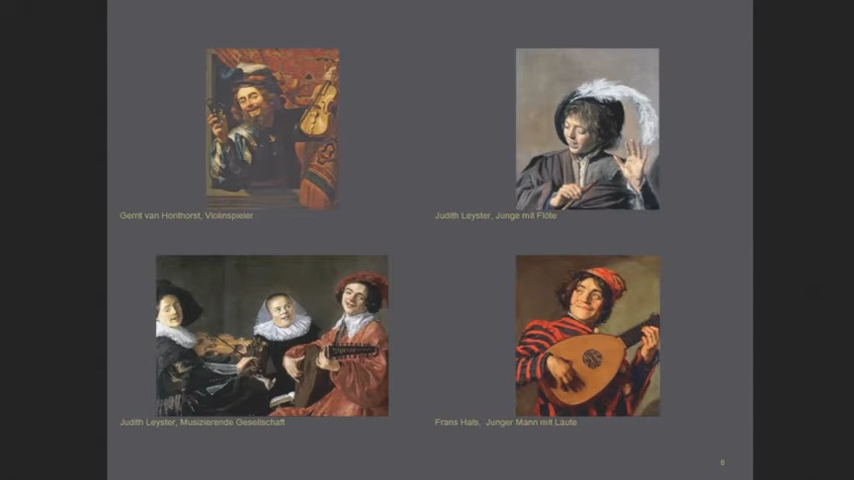 Gerrit van Honthorst, Violinspieler
Judith Leyster, Junge mit Flöte
Judith Leyster, Musizierende Gesellschaft
Frans Hals, Junger Mann mit Laute
8